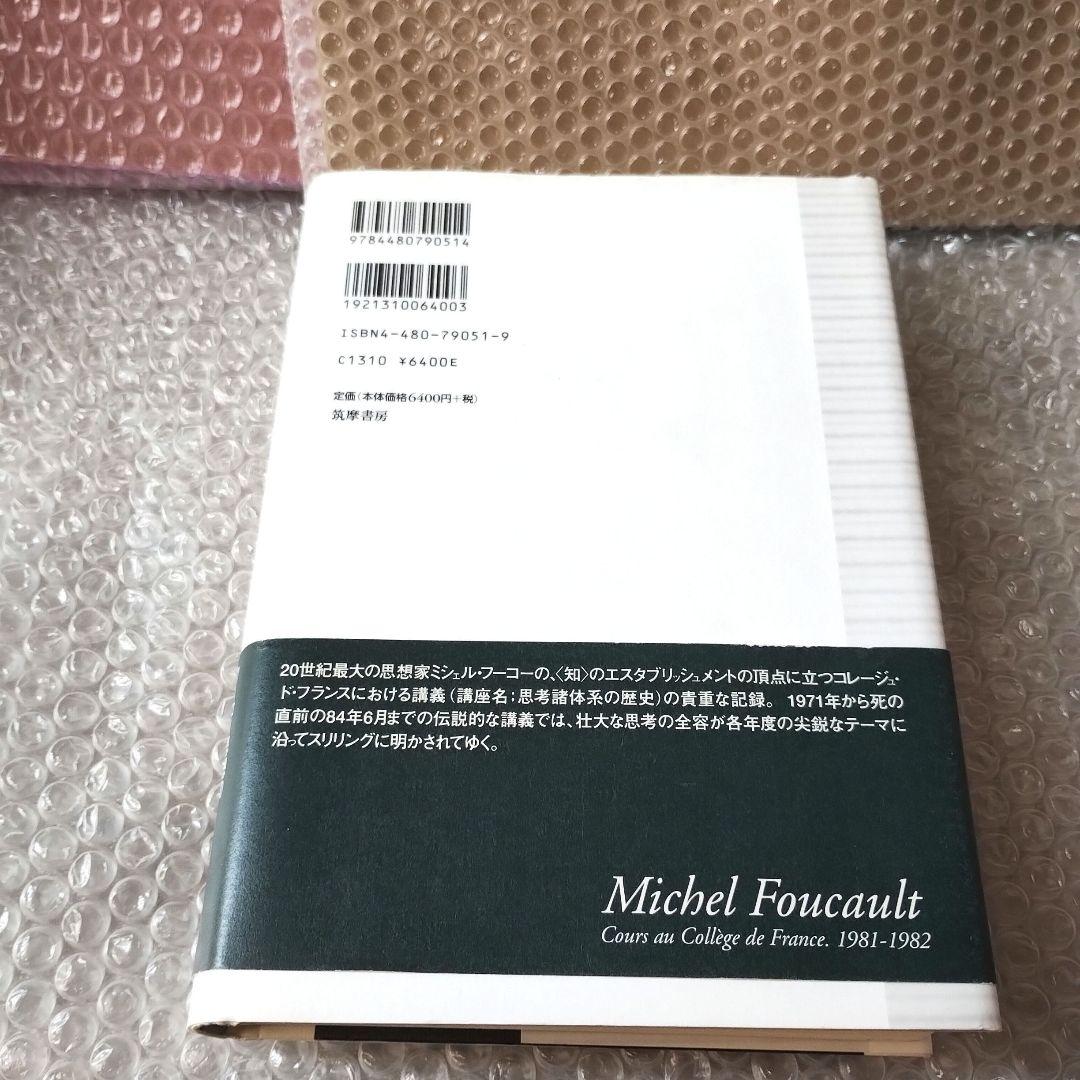 9784480790514
1921310064003
ISBN4-480-79051-9
C1310 ¥6400E
定価(本体価格6400円+税)
筑摩書房
20世紀最大の思想家ミシェル・フーコーの、〈知〉のエスタブリッシュメントの頂点に立つコレージュ・
ド・フランスにおける講義(講座名;思考諸体系の歴史)の貴重な記録。 1971年から死の
直前の84年6月までの伝説的な講義では、壮大な思考の全容が各年度の尖鋭なテーマに
沿ってスリリングに明かされてゆく。
Michel Foucault
Cours au Collège de France. 1981-1982